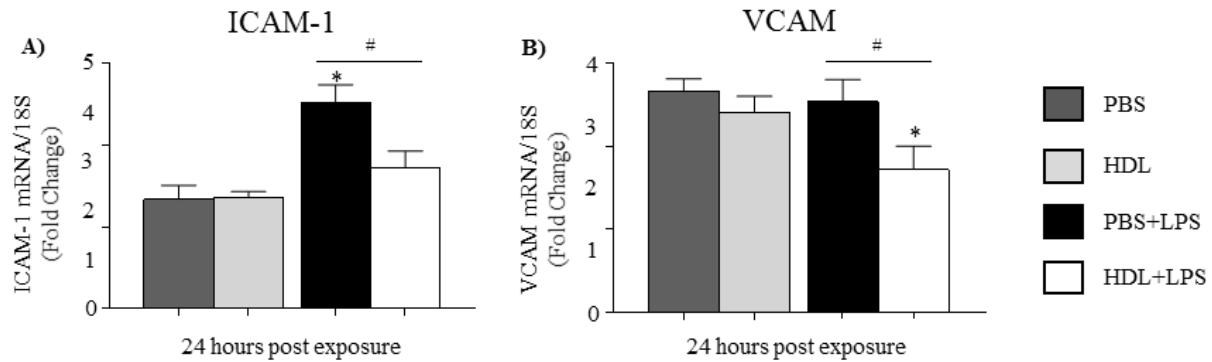 ICAM-1
A)
ICAM-1 mRNA/18S
(Fold Change)
5
4
3
2
1
0
*
#
24 hours post exposure
VCAM
B)
VCAM mRNA/18S
(Fold Change)
4
3
2
1
0
#
*
24 hours post exposure
PBS
HDL
PBS+LPS
HDL+LPS